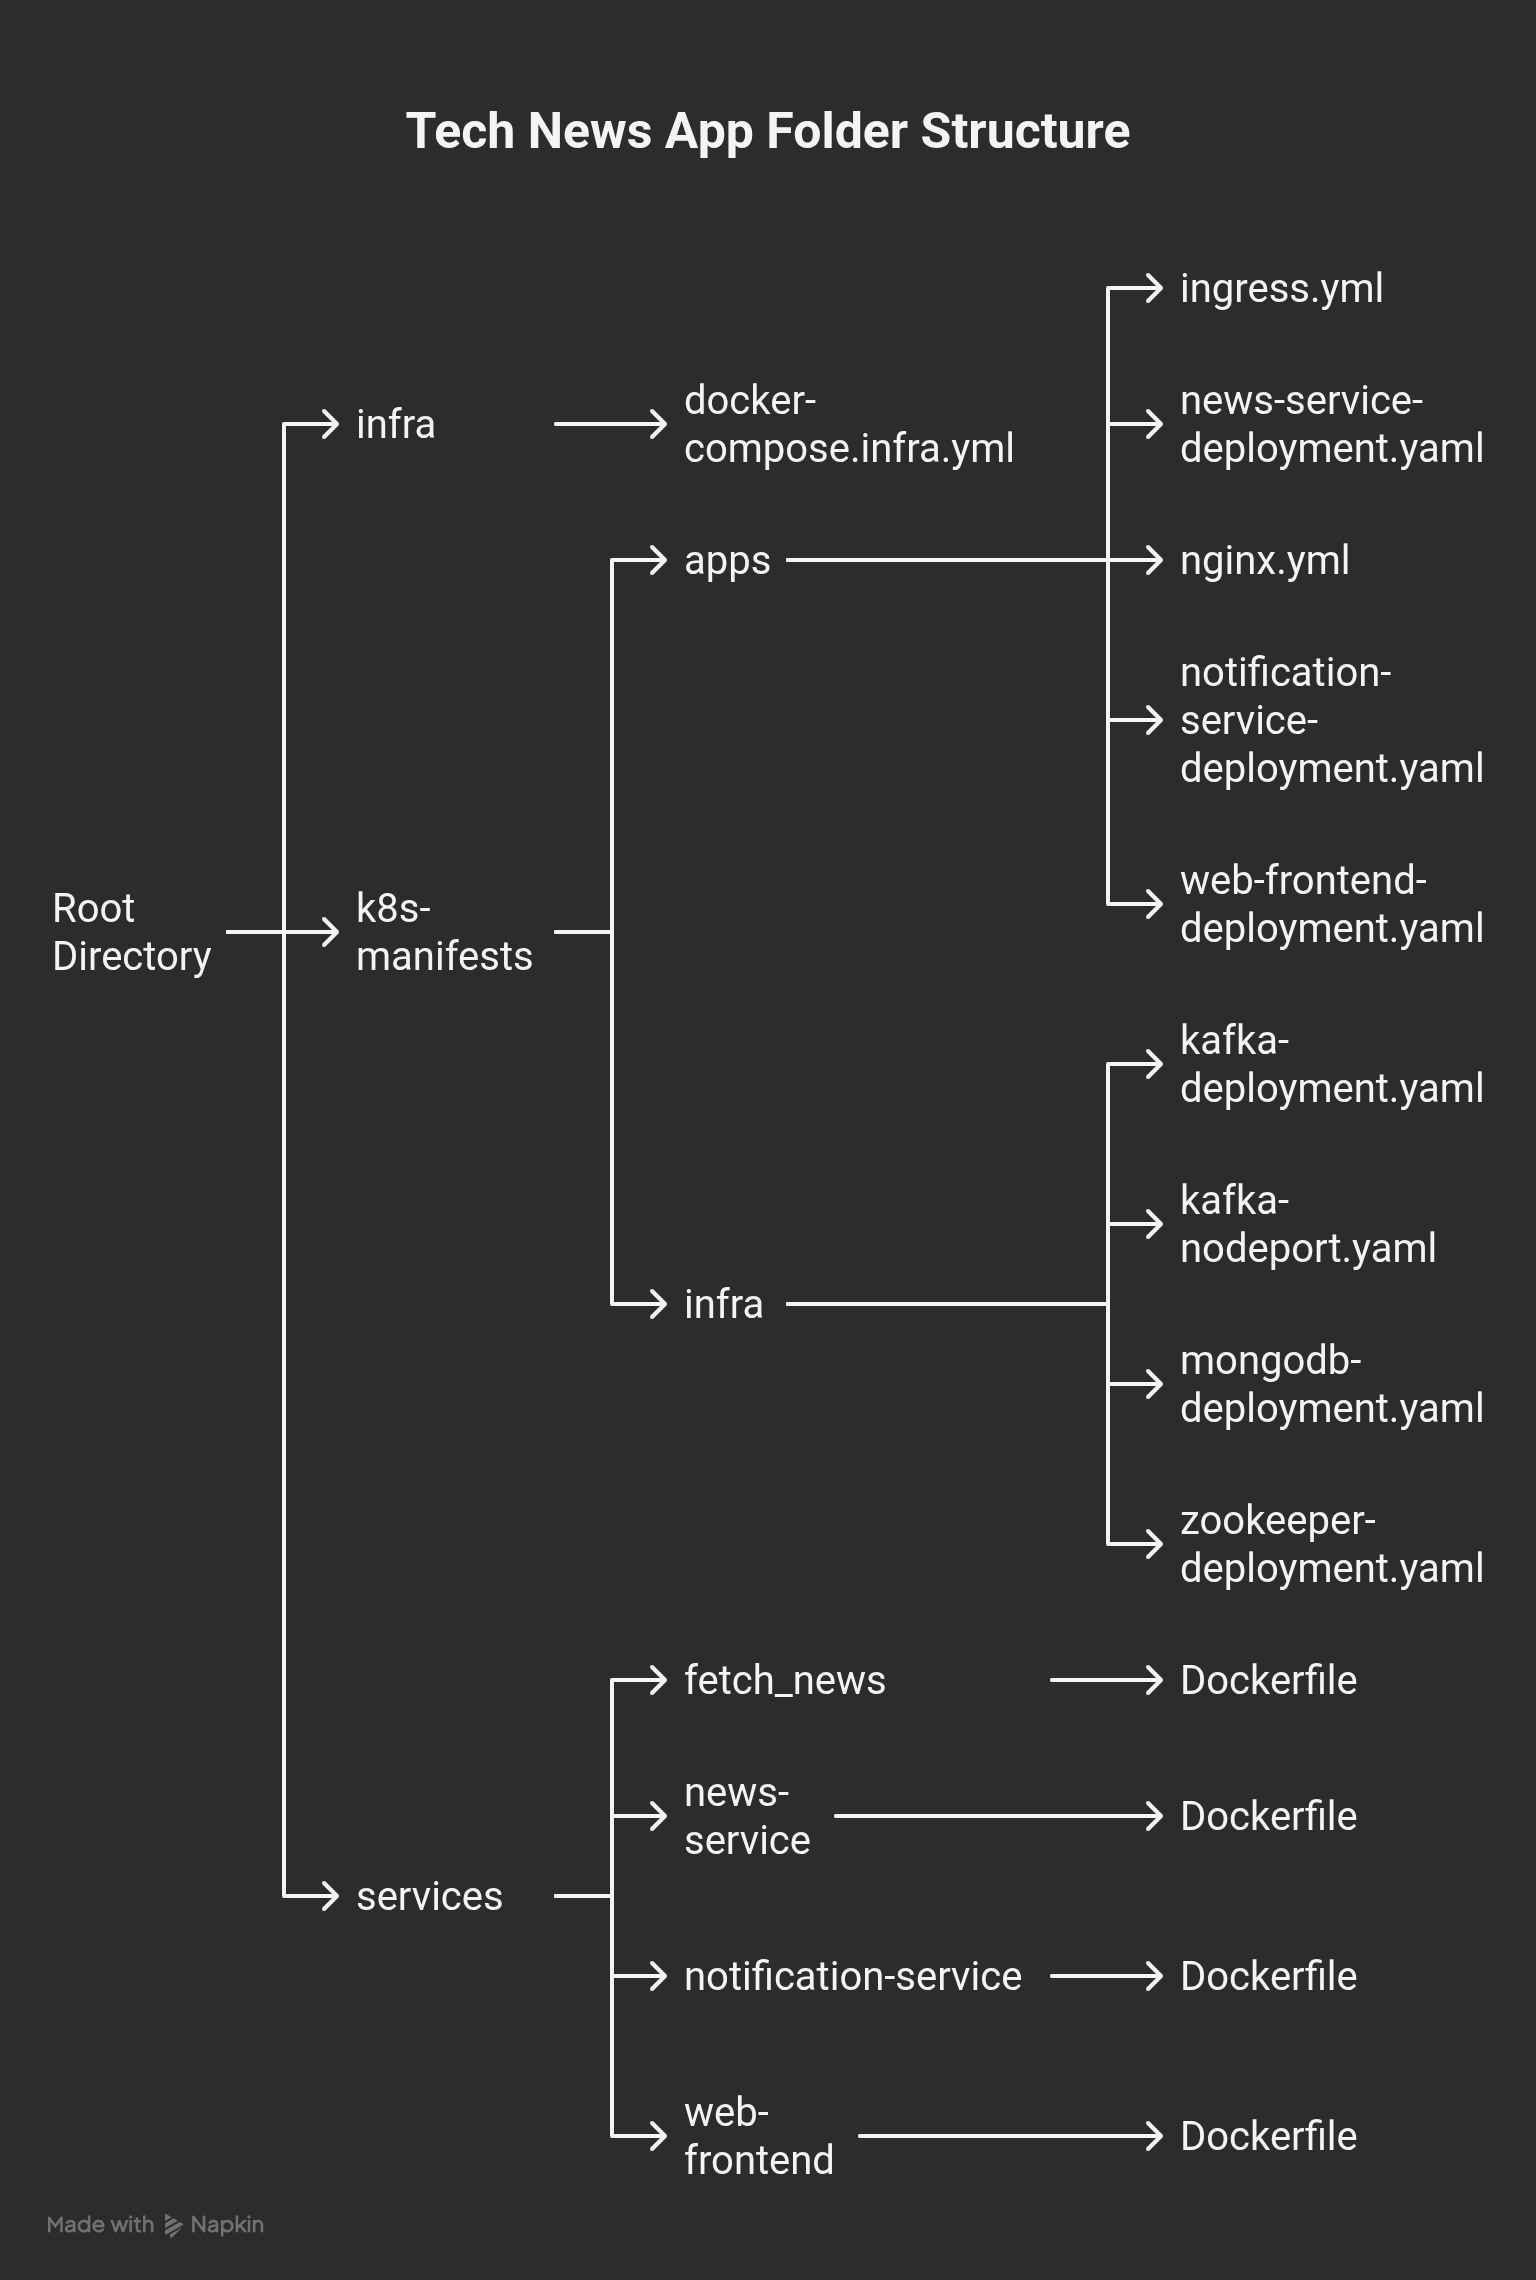 Tech News App Folder Structure
ingress.yml
infra
docker-
compose.infra.yml
news-service-
deployment.yaml
apps
nginx.yml
notification-
service-
deployment.yaml
Root
Directory
k8s-
manifests
web-frontend-
deployment.yaml
kafka-
deployment.yaml
kafka-
nodeport.yaml
infra
mongodb-
deployment.yaml
zookeeper-
deployment.yaml
fetch_news
Dockerfile
news-
service
Dockerfile
services
notification-service
Dockerfile
web-
frontend
Dockerfile
Made with Napkin